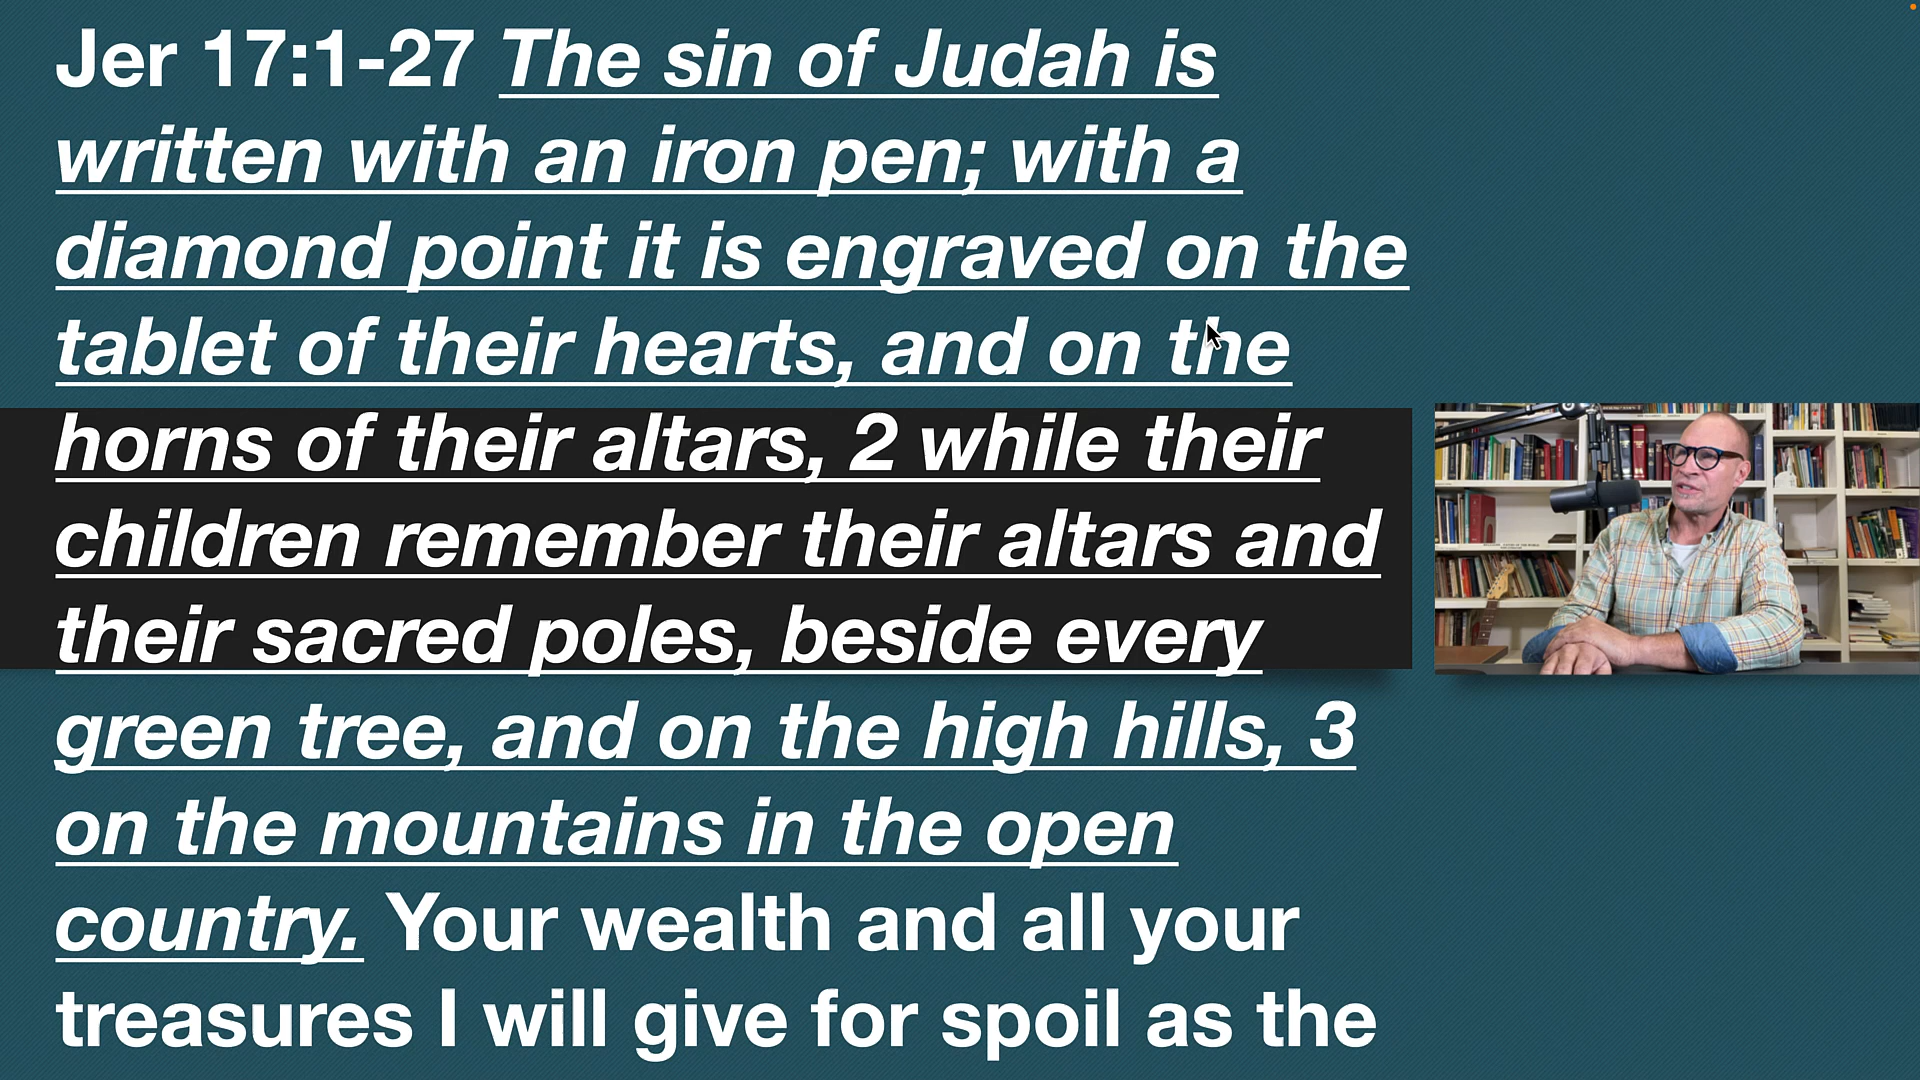 Jer 17:1-27 The sin of Judah is
written with an iron pen; with a
diamond point it is engraved on the
tablet of their hearts, and on the
horns of their altars, 2 while their
children remember their altars and
their sacred poles, beside every
green tree, and on the high hills, 3
on the mountains in the open
country. Your wealth and all your
treasures I will give for spoil as the